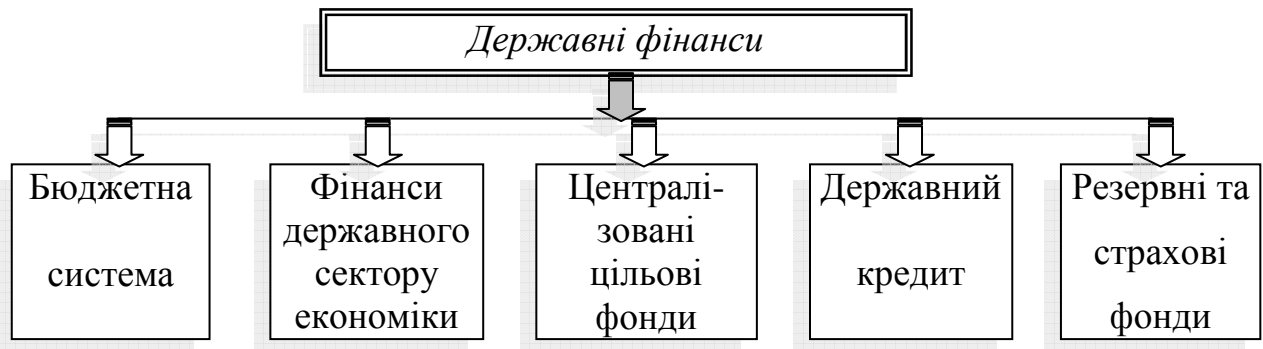 Державні фінанси
Бюджетна
система
Фінанси
державного
сектору
економіки
Централі-
зовані
цільові
фонди
Державний
кредит
Резервні та
страхові
фонди